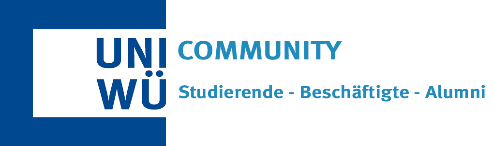 UNI
WÜ
COMMUNITY
Studierende - Beschäftigte - Alumni